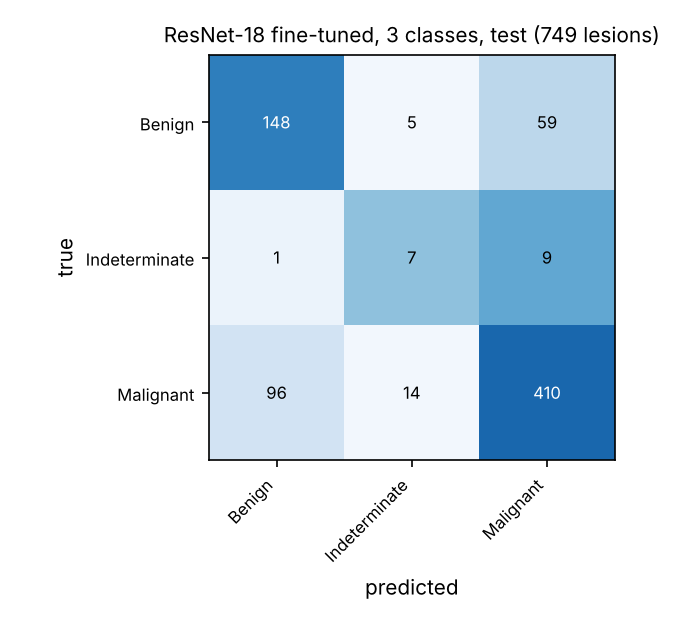 ResNet-18 fine-tuned, 3 classes, test (749 lesions)
Benign 148 5 59
true
Indeterminate 1 7 9
Malignant 96 14 410
Benign Indeterminate Malignant
predicted